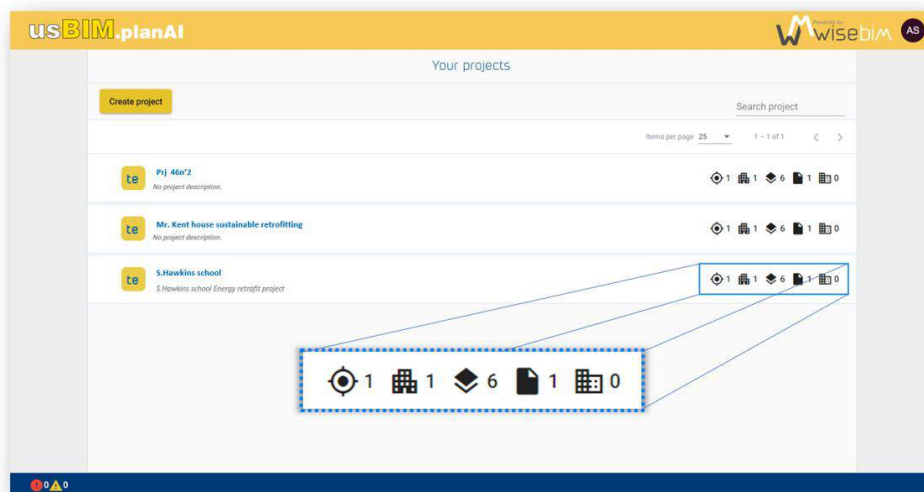 usBIM.planAI
Powered by
wisebim
AS
Your projects
Create project
Search project
Items per page 25 1 – 1 of 1
te Prj 46n'2
No project description.
1 1 6 1 0
te Mr. Kent house sustainable retrofitting
No project description.
1 1 6 1 0
te S.Hawkins school
S.Hawkins school Energy retrofit project
1 1 6 1 0
1 1 6 1 0
0 0